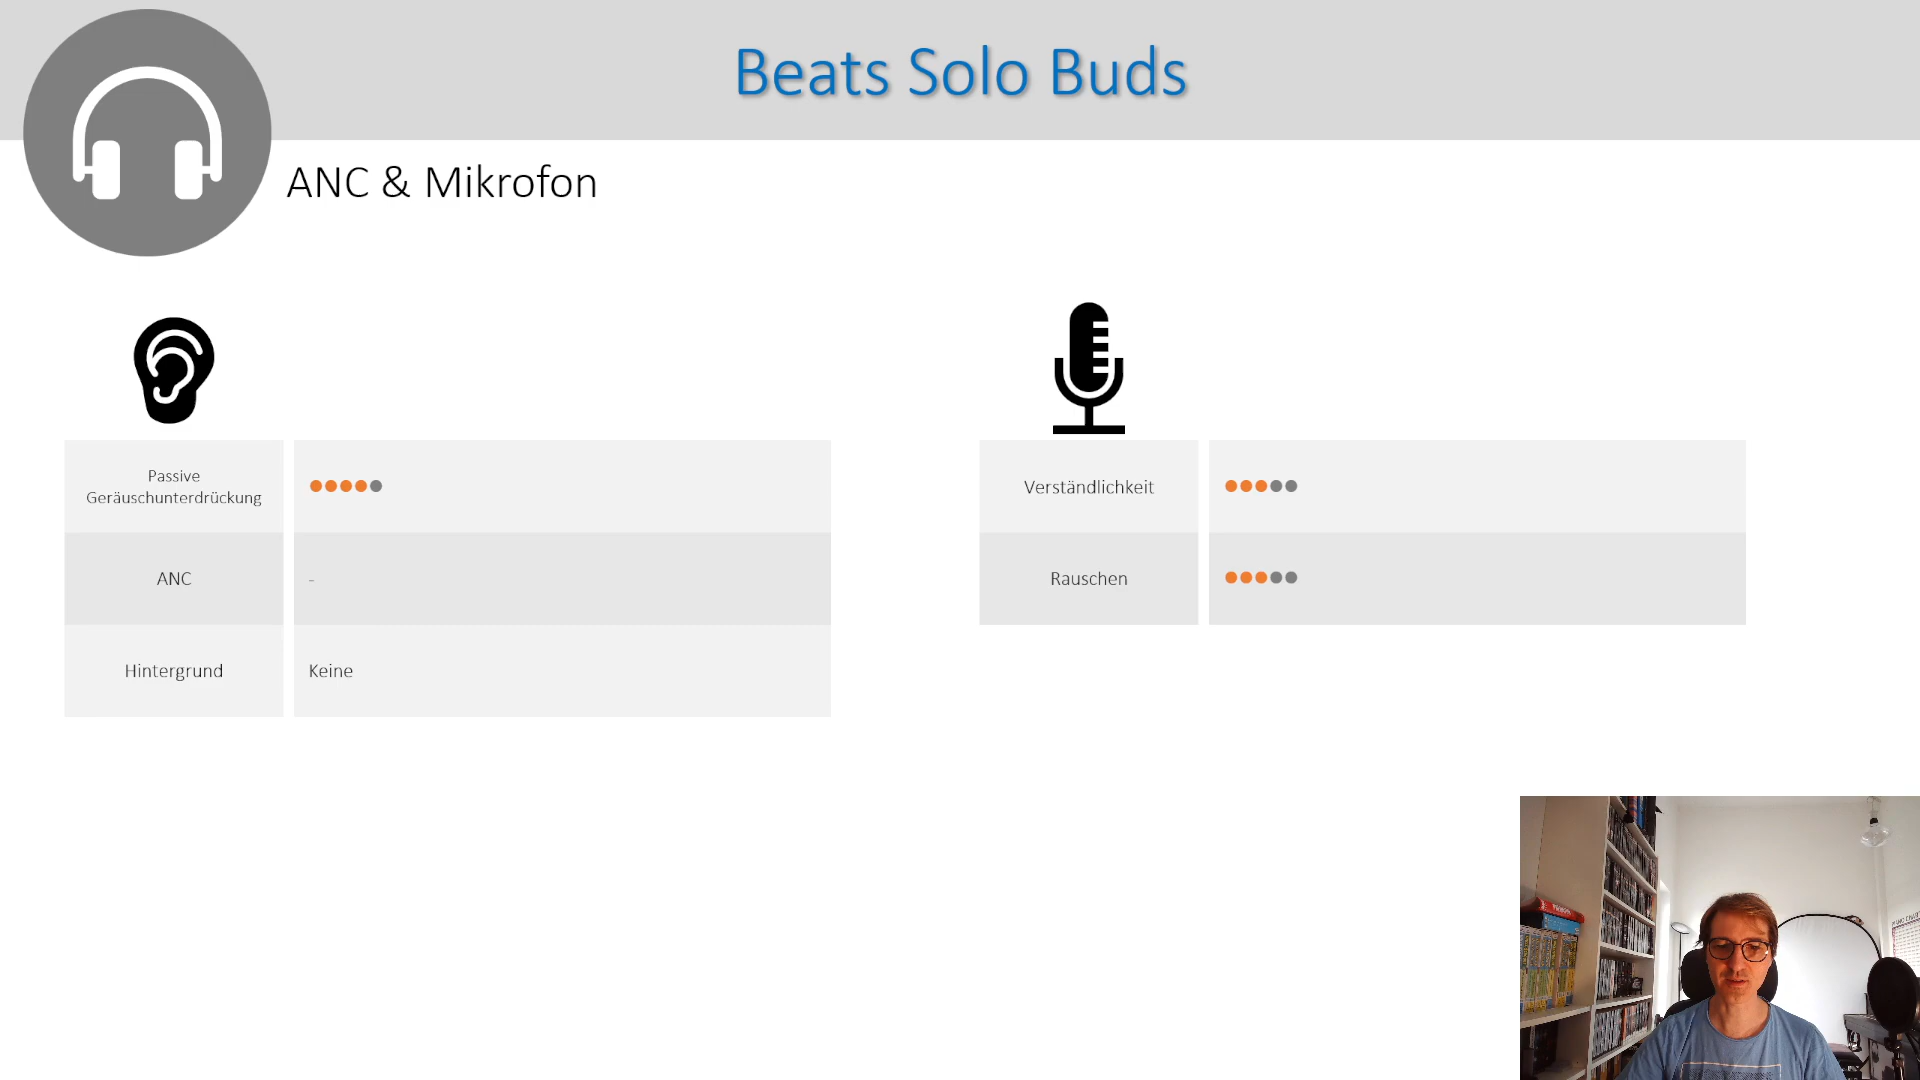 Beats Solo Buds
ANC & Mikrofon
Passive
Geräuschunterdrückung
ANC
-
Hintergrund
Keine
Verständlichkeit
Rauschen